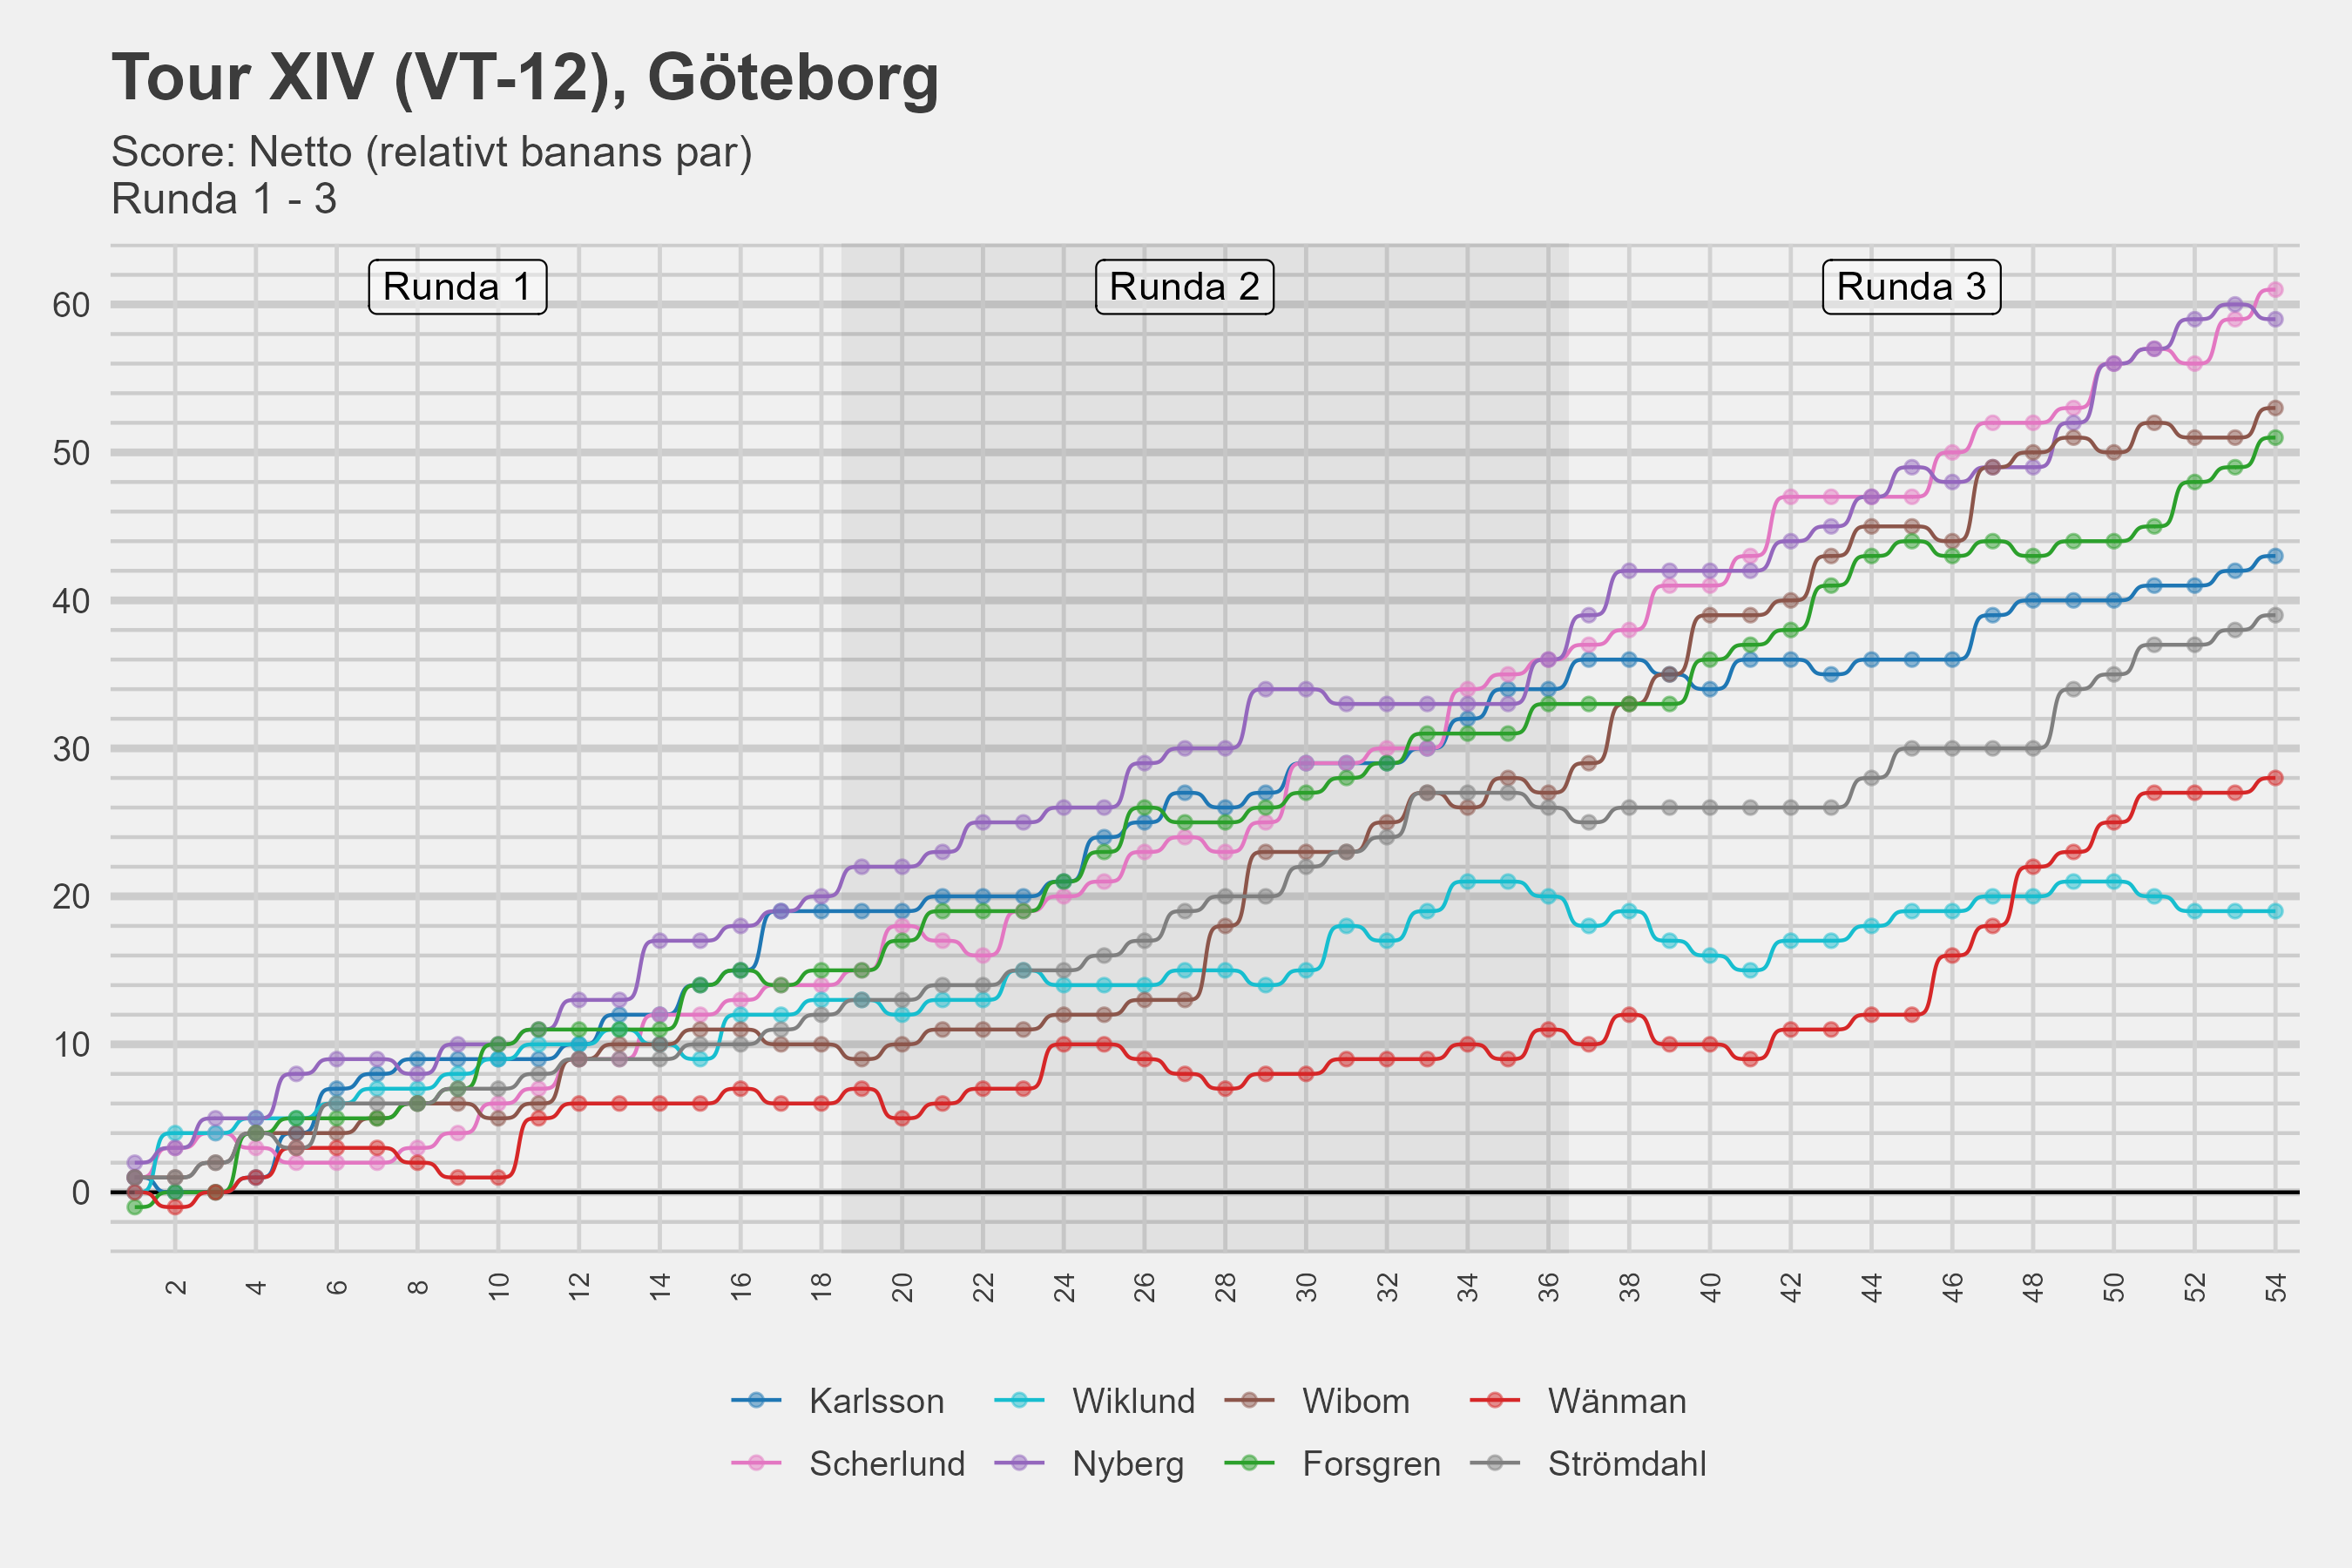 Tour XIV (VT-12), Göteborg
Score: Netto (relativt banans par)
Runda 1 - 3
Runda 1 Runda 2 Runda 3
60
50
40
30
20
10
0
2 4 6 8 10 12 14 16 18 20 22 24 26 28 30 32 34 36 38 40 42 44 46 48 50 52 54
Karlsson Wiklund Wibom Wänman
Scherlund Nyberg Forsgren Strömdahl